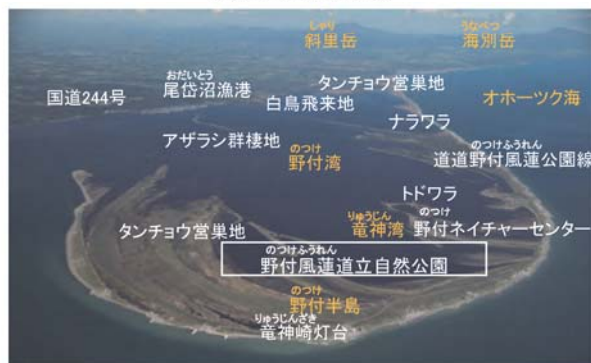 しゃり
斜里岳
うなべつ
海別岳
国道244号
おだいとう
尾岱沼漁港
タンチョウ営巣地
白鳥飛来地
オホーツク海
ナラワラ
アザラシ群棲地
のつけ
野付湾
のつけふうれん
道道野付風蓮公園線
トドワラ
タンチョウ営巣地
りゅうじん
竜神湾
のつけ
野付ネイチャーセンター
のつけふうれん
野付風蓮道立自然公園
のつけ
野付半島
りゅうじんざき
竜神崎灯台